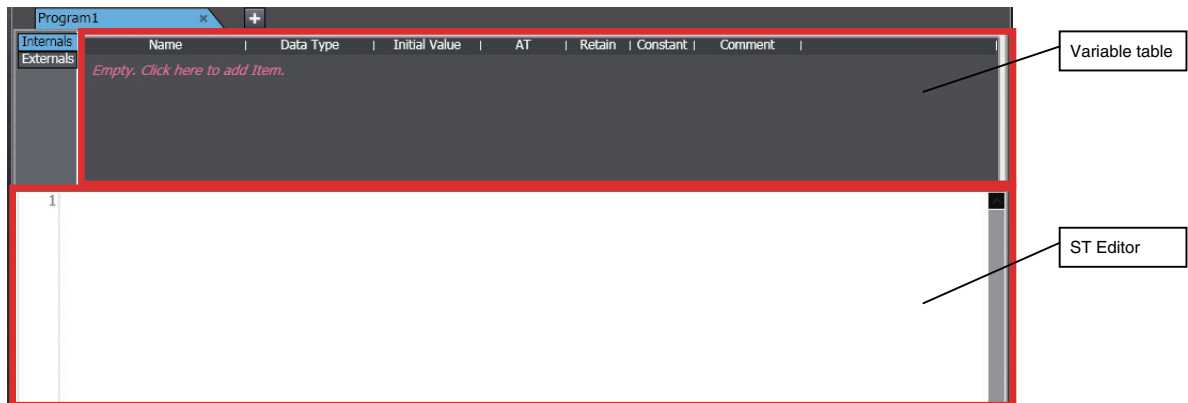 Program1 × +
Internals Name Data Type Initial Value AT Retain Constant Comment
Externals
Empty. Click here to add Item.
Variable table
1
ST Editor